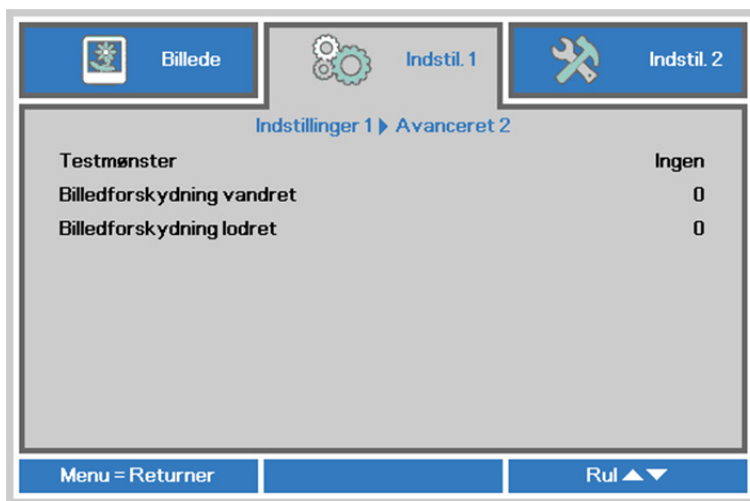 Billede
Indstil. 1
Indstil. 2
Indstillinger 1 ▶ Avanceret 2
Testmønster Ingen
Billedforskydning vandret 0
Billedforskydning lodret 0
Menu = Returner
Rul ▲▼